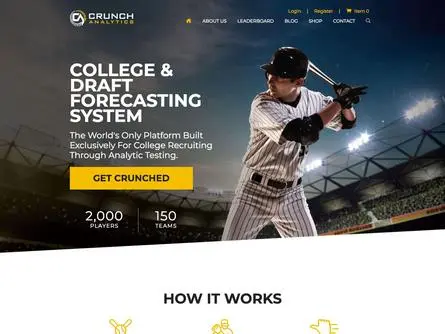 CRUNCH
ANALYTICS
Login | Register | Item 0
ABOUT US LEADERBOARD BLOG SHOP CONTACT
COLLEGE &
DRAFT
FORECASTING
SYSTEM
The World's Only Platform Built
Exclusively For College Recruiting
Through Analytic Testing.
GET CRUNCHED
2,000 150
PLAYERS TEAMS
HOW IT WORKS